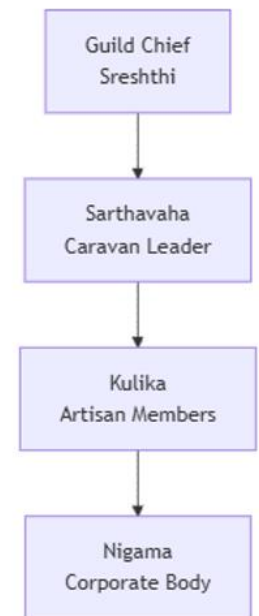 Guild Chief
Sreshthi
Sarthavaha
Caravan Leader
Kulika
Artisan Members
Nigama
Corporate Body